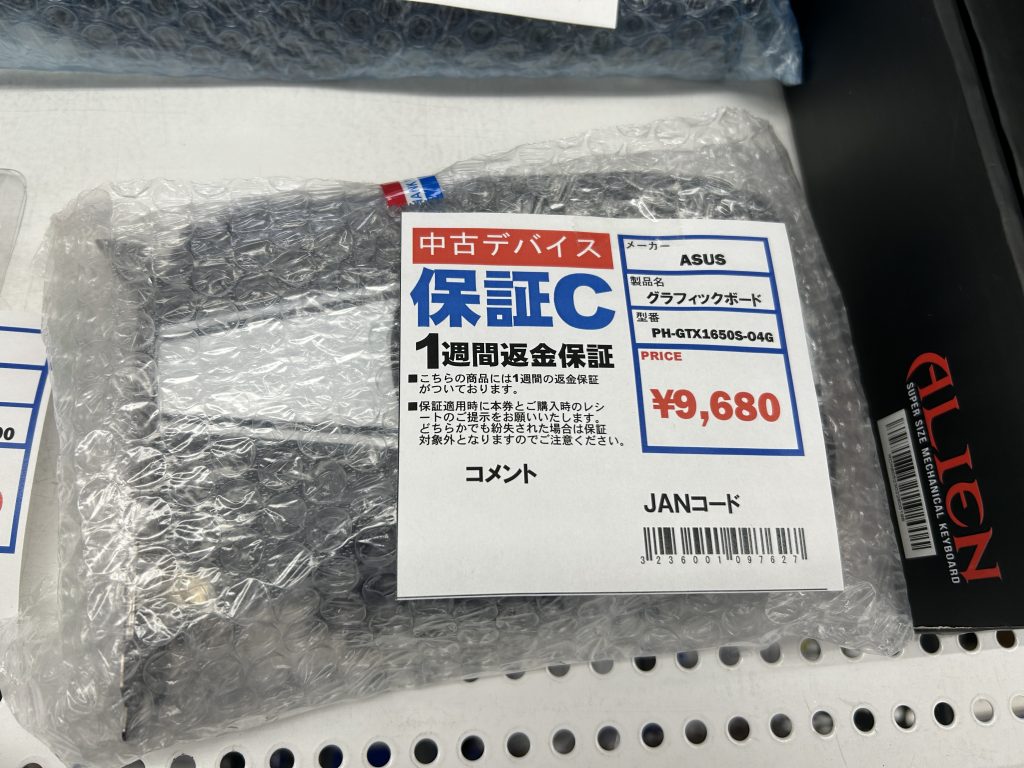 中古デバイス
保証C
1週間返金保証
■こちらの商品には1週間の返金保証
がついております。
■保証適用時に本券とご購入時のレシ
ートのご提示をお願いいたします。
どちらかでも紛失された場合は保証
対象外となりますのでご注意ください。
コメント
メーカー
ASUS
製品名
グラフィックボード
型番
PH-GTX1650S-O4G
PRICE
¥9,680
JANコード
3236001097627
ALIEN
SUPER SIZE MECHANICAL KEYBOARD